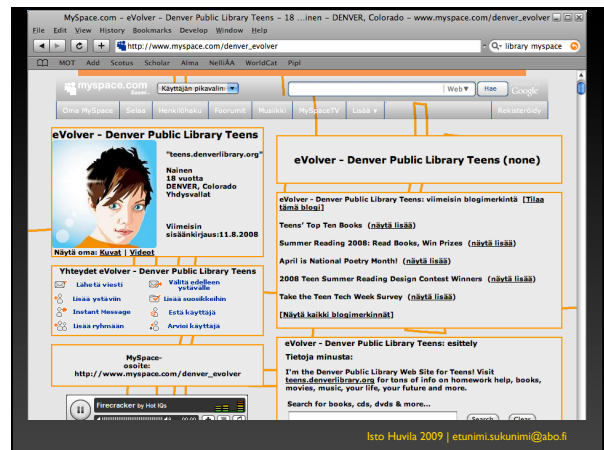 MySpace.com – eVolver – Denver Public Library Teens – 18 ...inen – DENVER, Colorado – www.myspace.com/denver_evolver
File Edit View History Bookmarks Develop Window Help
http://www.myspace.com/denver_evolver
library myspace
MOT Add Scotus Scholar Alma NelliÅA WorldCat Pipl
myspace.com
Käyttäjän pikavalinn
Web
Hae
Google
Oma MySpace Selaa Henkilöhaku Foorumit Musiikki MySpaceTV Lisää
Rekisteröidy
eVolver - Denver Public Library Teens
"teens.denverlibrary.org"
Nainen
18 vuotta
DENVER, Colorado
Yhdysvallat
Viimeisin
sisäänkirjaus:11.8.2008
Näytä oma: Kuvat | Videot
Yhteydet eVolver - Denver Public Library Teens
Lähetä viesti
Välitä edelleen
ystävälle
Lisää ystäviin
Lisää suosikkeihin
Instant Message
Estä käyttäjä
Lisää ryhmään
Arvioi käyttäjä
MySpace-
osoite:
http://www.myspace.com/denver_evolver
Firecracker by Hot IQs
00:00
eVolver - Denver Public Library Teens (none)
eVolver - Denver Public Library Teens: viimeisin blogimerkintä [Tilaa
tämä blogi]
Teens' Top Ten Books (näytä lisää)
Summer Reading 2008: Read Books, Win Prizes (näytä lisää)
April is National Poetry Month! (näytä lisää)
2008 Teen Summer Reading Design Contest Winners (näytä lisää)
Take the Teen Tech Week Survey (näytä lisää)
[Näytä kaikki blogimerkinnät]
eVolver - Denver Public Library Teens: esittely
Tietoja minusta:
I'm the Denver Public Library Web Site for Teens! Visit
teens.denverlibrary.org for tons of info on homework help, books,
movies, music, your life, your future and more.
Search for books, cds, dvds & more...
Search Clear
Isto Huvila 2009 | etunimi.sukunimi@abo.fi